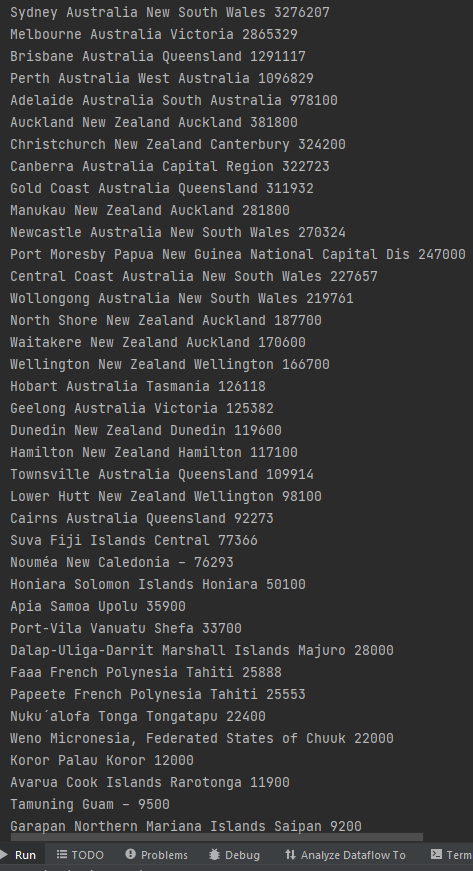 Sydney Australia New South Wales 3276207
Melbourne Australia Victoria 2865329
Brisbane Australia Queensland 1291117
Perth Australia West Australia 1096829
Adelaide Australia South Australia 978100
Auckland New Zealand Auckland 381800
Christchurch New Zealand Canterbury 324200
Canberra Australia Capital Region 322723
Gold Coast Australia Queensland 311932
Manukau New Zealand Auckland 281800
Newcastle Australia New South Wales 270324
Port Moresby Papua New Guinea National Capital Dis 247000
Central Coast Australia New South Wales 227657
Wollongong Australia New South Wales 219761
North Shore New Zealand Auckland 187700
Waitakere New Zealand Auckland 170600
Wellington New Zealand Wellington 166700
Hobart Australia Tasmania 126118
Geelong Australia Victoria 125382
Dunedin New Zealand Dunedin 119600
Hamilton New Zealand Hamilton 117100
Townsville Australia Queensland 109914
Lower Hutt New Zealand Wellington 98100
Cairns Australia Queensland 92273
Suva Fiji Islands Central 77366
Nouméa New Caledonia – 76293
Honiara Solomon Islands Honiara 50100
Apia Samoa Upolu 35900
Port-Vila Vanuatu Shefa 33700
Dalap-Uliga-Darrit Marshall Islands Majuro 28000
Faaa French Polynesia Tahiti 25888
Papeete French Polynesia Tahiti 25553
Nuku´alofa Tonga Tongatapu 22400
Weno Micronesia, Federated States of Chuuk 22000
Koror Palau Koror 12000
Avarua Cook Islands Rarotonga 11900
Tamuning Guam – 9500
Garapan Northern Mariana Islands Saipan 9200
Run TODO Problems Debug Analyze Dataflow To Term